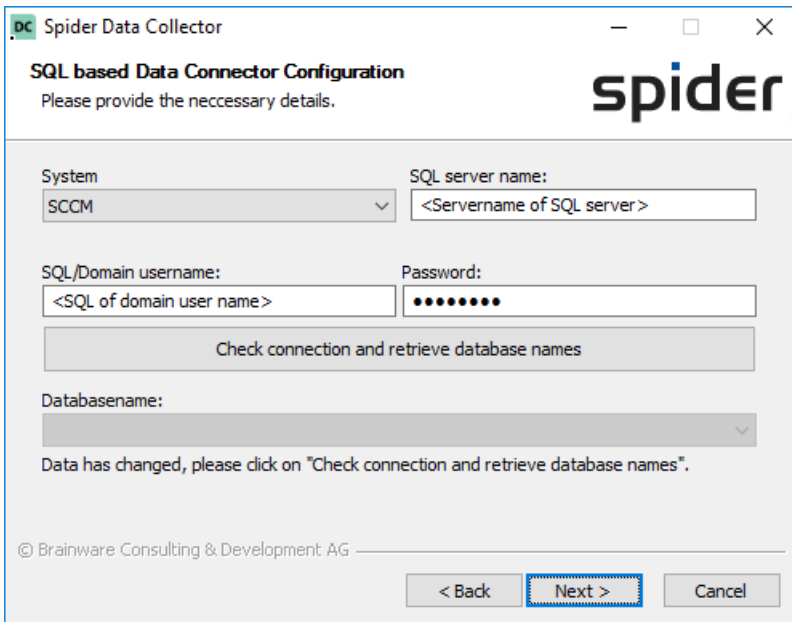 DC Spider Data Collector
SQL based Data Connector Configuration
Please provide the neccessary details.
spider
System
SQL server name:
SCCM
<Servername of SQL server>
SQL/Domain username:
Password:
<SQL of domain user name>
●●●●●●●●
Check connection and retrieve database names
Databasename:
Data has changed, please click on "Check connection and retrieve database names".
© Brainware Consulting & Development AG
< Back
Next >
Cancel